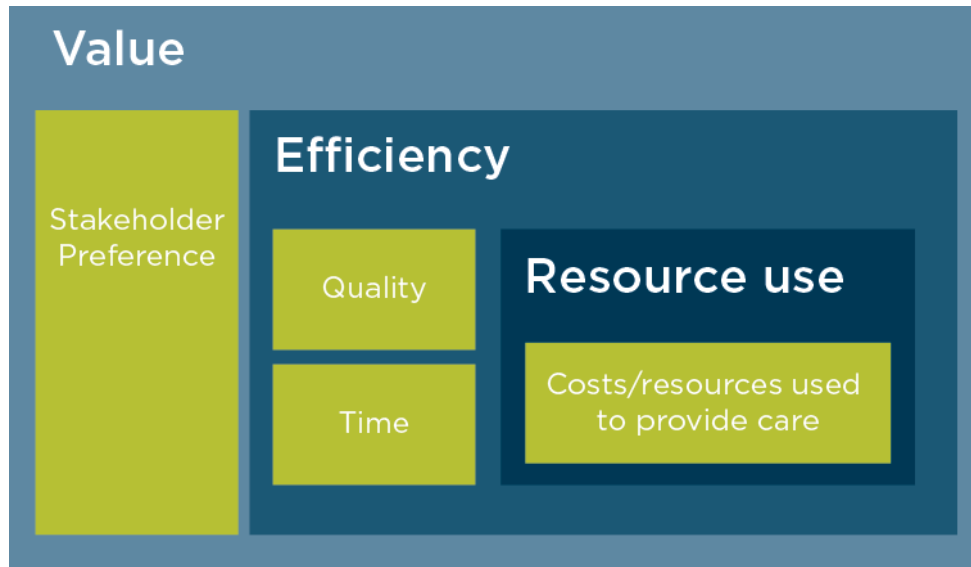 Value
Stakeholder
Preference
Efficiency
Quality
Time
Resource use
Costs/resources used
to provide care